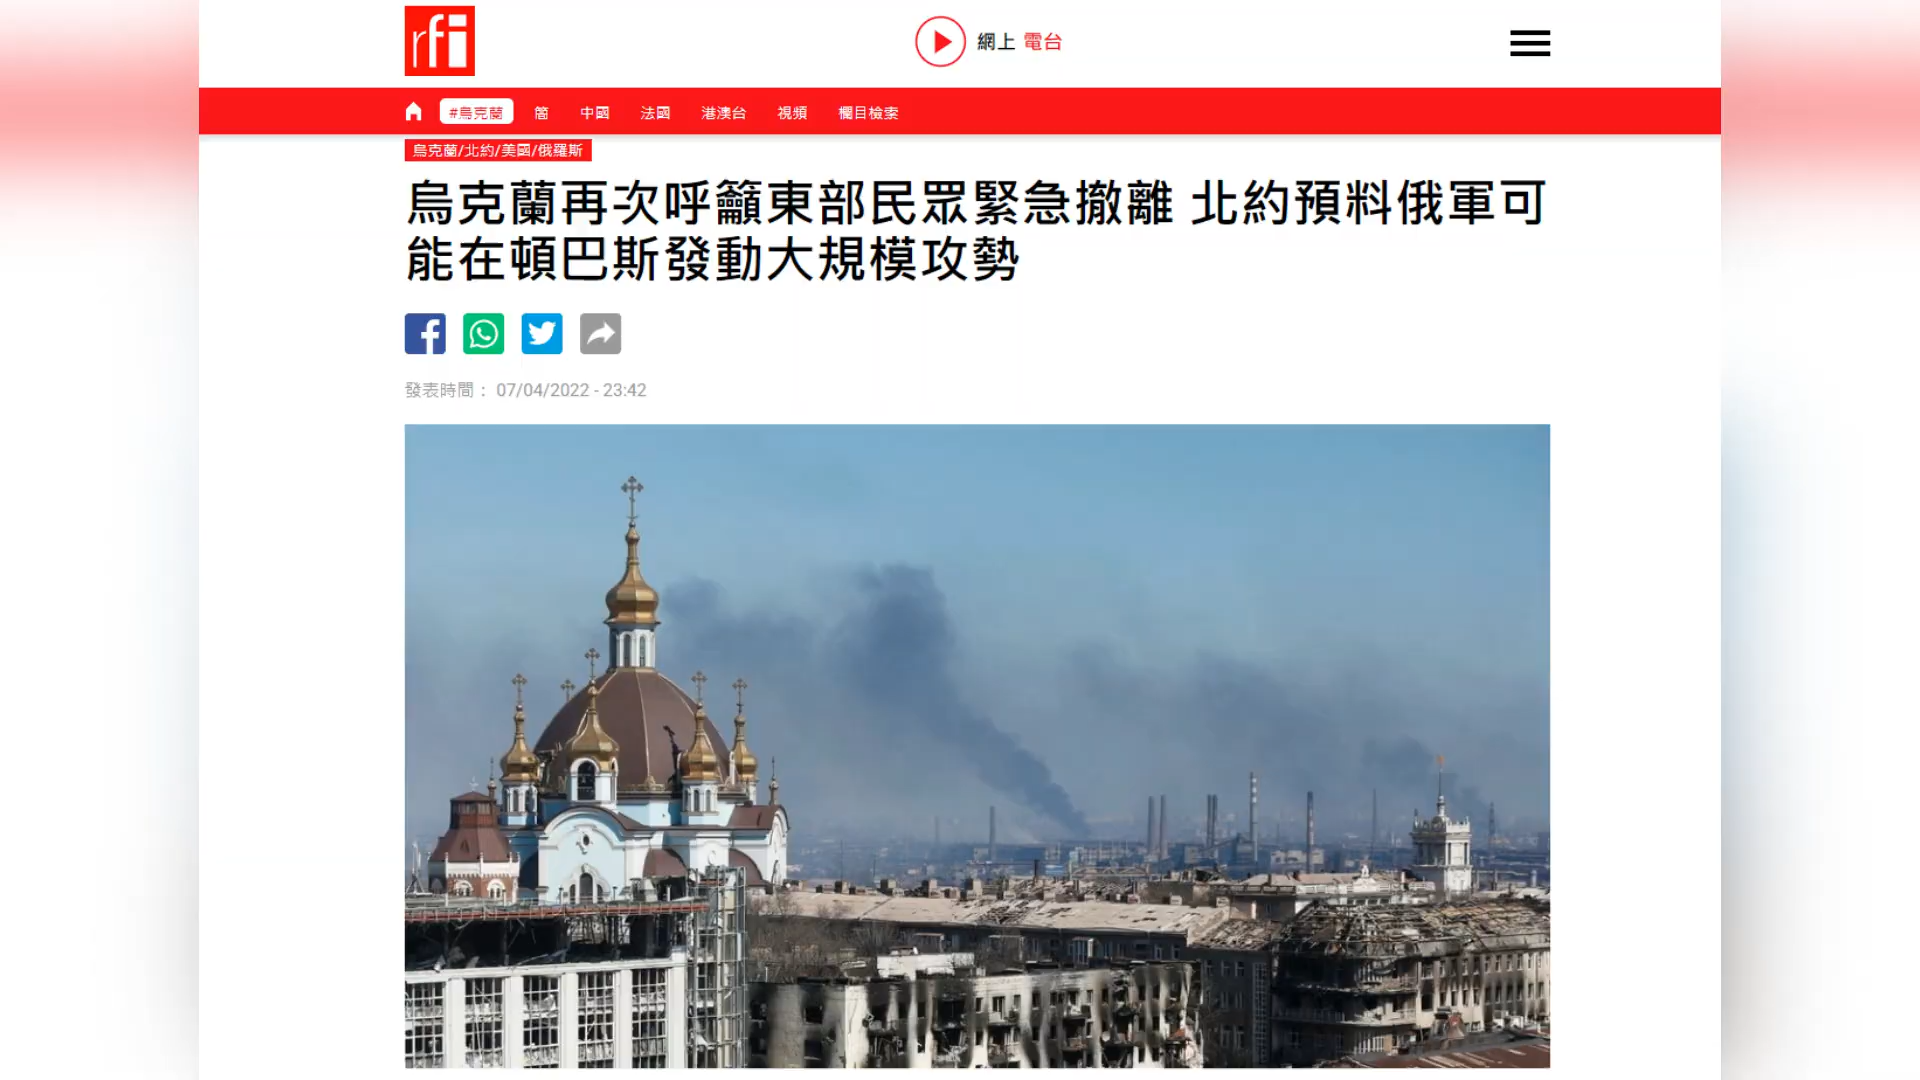 rfi
網上 電台
#烏克蘭 簡 中國 法國 港澳台 視頻 欄目檢索
烏克蘭/北約/美國/俄羅斯
烏克蘭再次呼籲東部民眾緊急撤離 北約預料俄軍可
能在頓巴斯發動大規模攻勢
發表時間： 07/04/2022 - 23:42